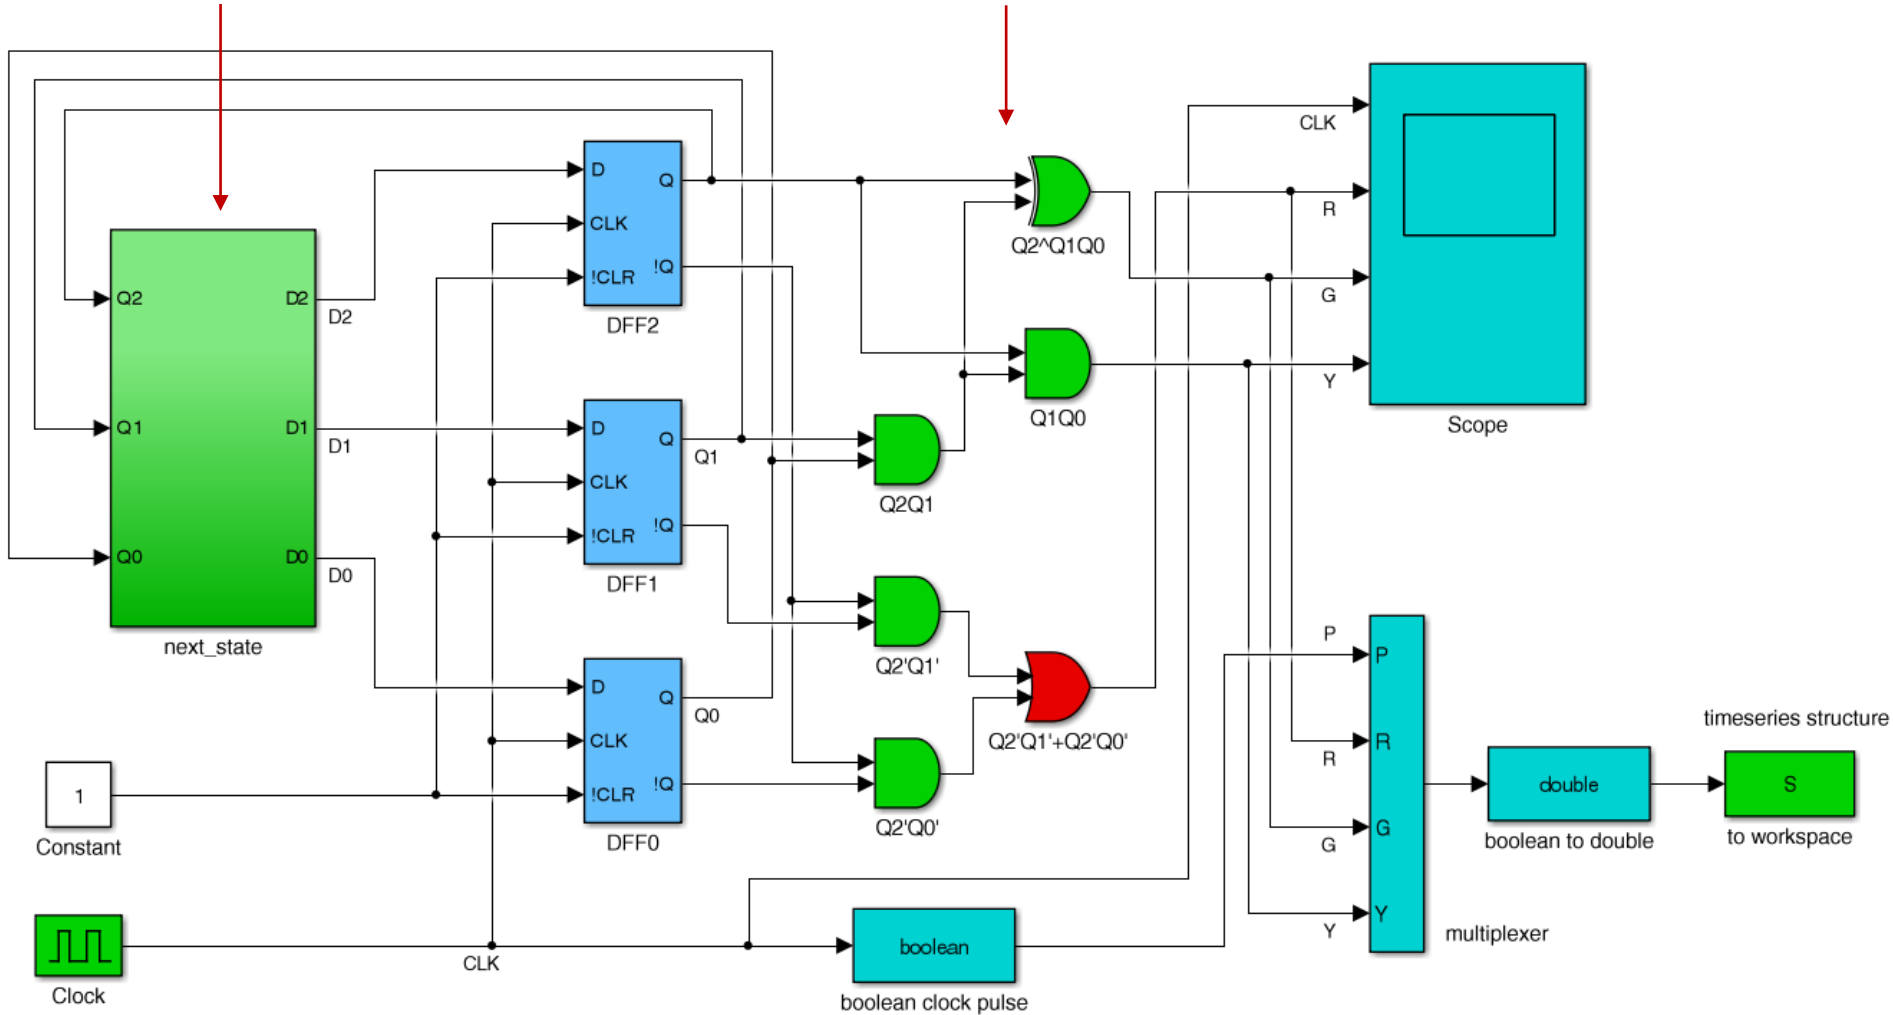 CLK
R
G
Y
Scope
Q2^Q1Q0
Q1Q0
D
CLK
!CLR
Q
!Q
DFF2
Q2
Q1
Q0
D2
D1
D0
next_state
D2
D1
D0
D
CLK
!CLR
Q
!Q
Q1
DFF1
Q2Q1
Q2'Q1'
Q2'Q1'+Q2'Q0'
Q2'Q0'
D
CLK
!CLR
Q
!Q
Q0
DFF0
1
Constant
Clock
CLK
boolean
boolean clock pulse
P
R
G
Y
P
R
G
Y
multiplexer
double
boolean to double
timeseries structure
S
to workspace